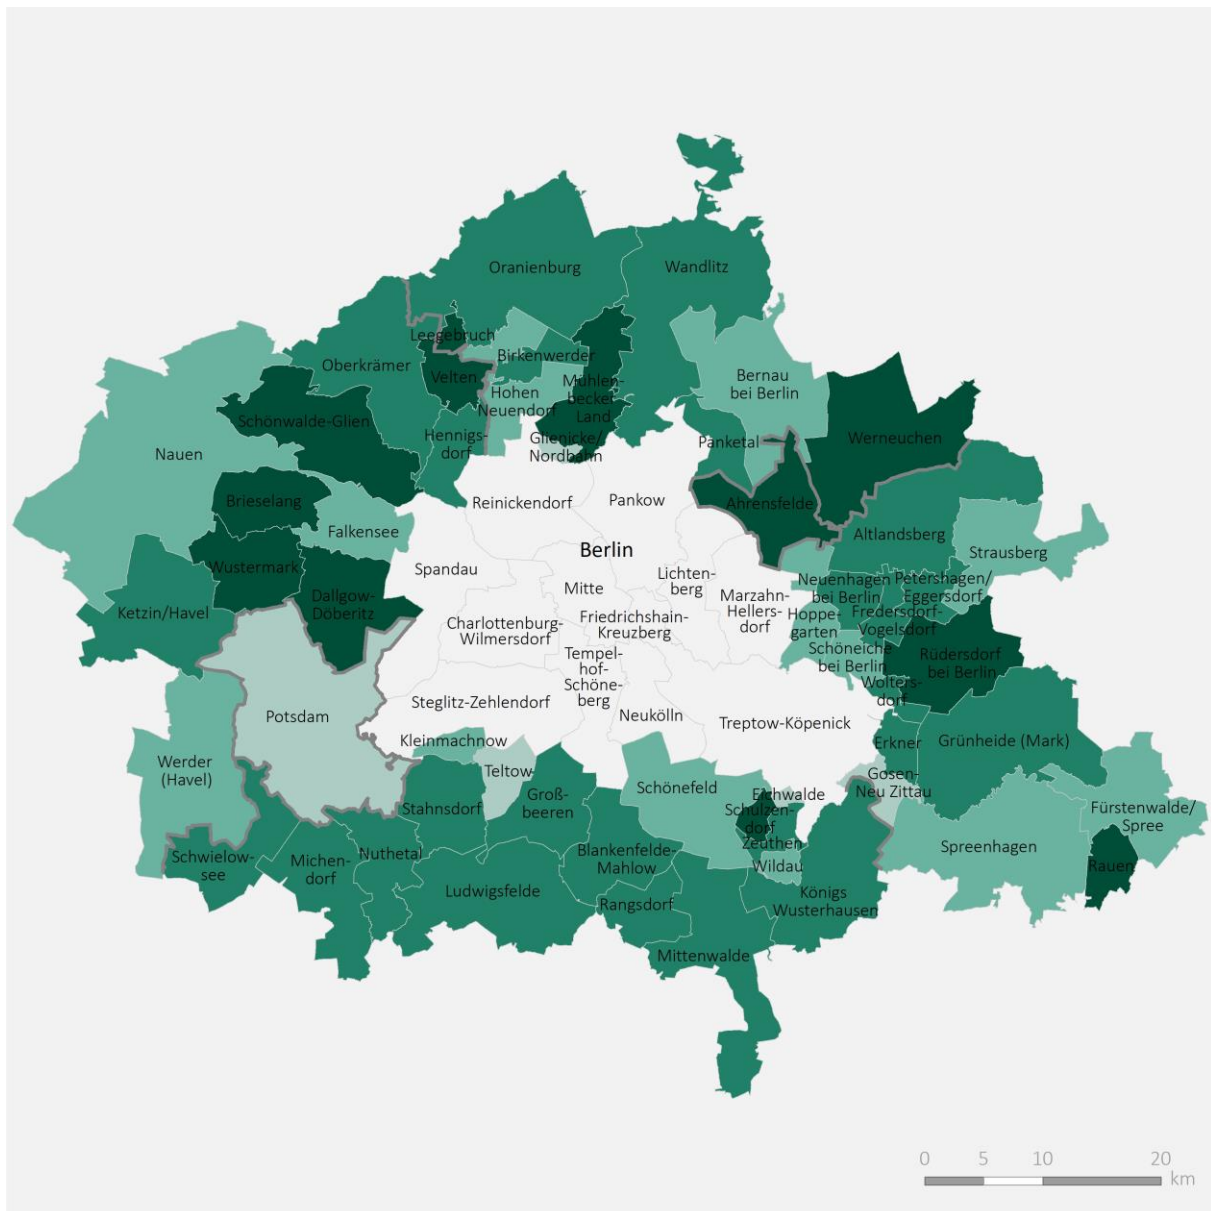 Oranienburg
Wandlitz
Leegebruch
Birkenwerder
Oberkrämer
Velten
Hohen
Neuendorf
Mühlen-
becker
Land
Bernau
bei Berlin
Schönwalde-Glien
Hennigs-
dorf
Glienicke/
Nordbahn
Panketal
Werneuchen
Nauen
Brieselang
Reinickendorf
Pankow
Ahrensfelde
Falkensee
Altlandsberg
Strausberg
Berlin
Wustermark
Spandau
Mitte
Lichten-
berg
Neuenhagen
bei Berlin
Petershagen/
Eggersdorf
Ketzin/Havel
Dallgow-
Döberitz
Charlottenburg-
Wilmersdorf
Friedrichshain-
Kreuzberg
Marzahn-
Hellers-
dorf
Hoppe-
garten
Fredersdorf-
Vogelsdorf
Tempel-
hof-
Schöne-
berg
Schöneiche
bei Berlin
Rüdersdorf
bei Berlin
Wolters-
dorf
Potsdam
Steglitz-Zehlendorf
Neukölln
Treptow-Köpenick
Kleinmachnow
Erkner
Grünheide (Mark)
Werder
(Havel)
Teltow
Schönefeld
Gosen-
Neu Zittau
Stahnsdorf
Groß-
beeren
Eichwalde
Schulzen-
dorf
Zeuthen
Fürstenwalde/
Spree
Schwielow-
see
Michen-
dorf
Nuthetal
Blankenfelde-
Mahlow
Wildau
Spreenhagen
Rauen
Ludwigsfelde
Rangsdorf
Königs
Wusterhausen
Mittenwalde
0 5 10 20
km